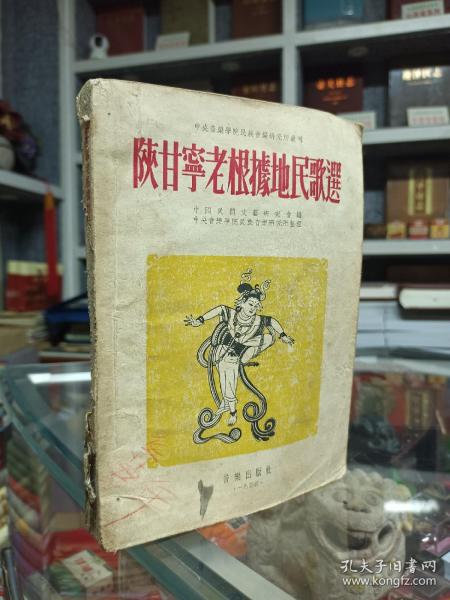 中央音樂學院民族音樂研究所叢刊
陝甘寧老根據地民歌選
中國民間文藝研究會編
中央音樂學院民族音樂研究所整理
音樂出版社
孔夫子旧书网
www.kongfz.com